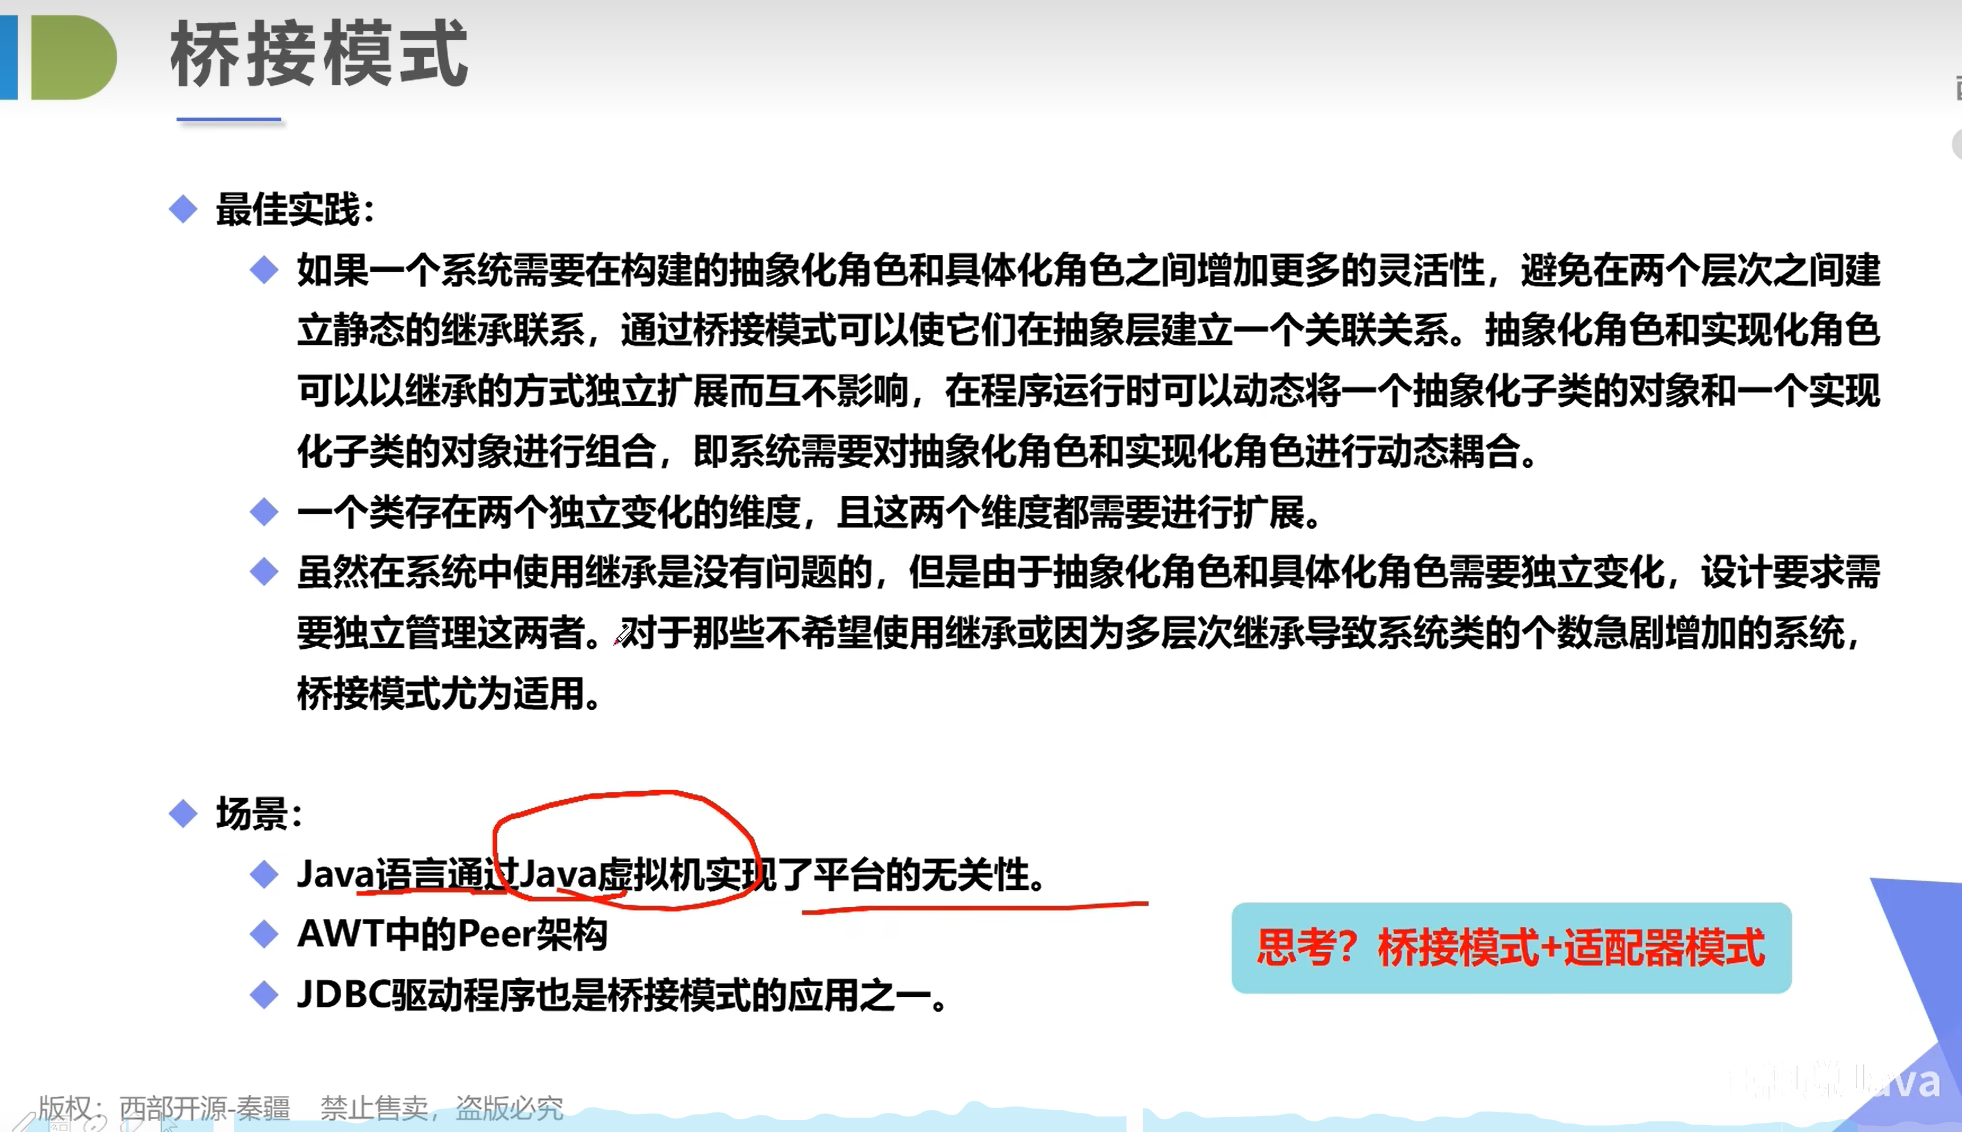 桥接模式
最佳实践：
如果一个系统需要在构建的抽象化角色和具体化角色之间增加更多的灵活性，避免在两个层次之间建
立静态的继承联系，通过桥接模式可以使它们在抽象层建立一个关联关系。抽象化角色和实现化角色
可以以继承的方式独立扩展而互不影响，在程序运行时可以动态将一个抽象化子类的对象和一个实现
化子类的对象进行组合，即系统需要对抽象化角色和实现化角色进行动态耦合。
一个类存在两个独立变化的维度，且这两个维度都需要进行扩展。
虽然在系统中使用继承是没有问题的，但是由于抽象化角色和具体化角色需要独立变化，设计要求需
要独立管理这两者。对于那些不希望使用继承或因为多层次继承导致系统类的个数急剧增加的系统，
桥接模式尤为适用。
场景：
Java语言通过Java虚拟机实现了平台的无关性。
AWT中的Peer架构
JDBC驱动程序也是桥接模式的应用之一。
思考？桥接模式+适配器模式
版权：西部开源-秦疆 禁止售卖，盗版必究